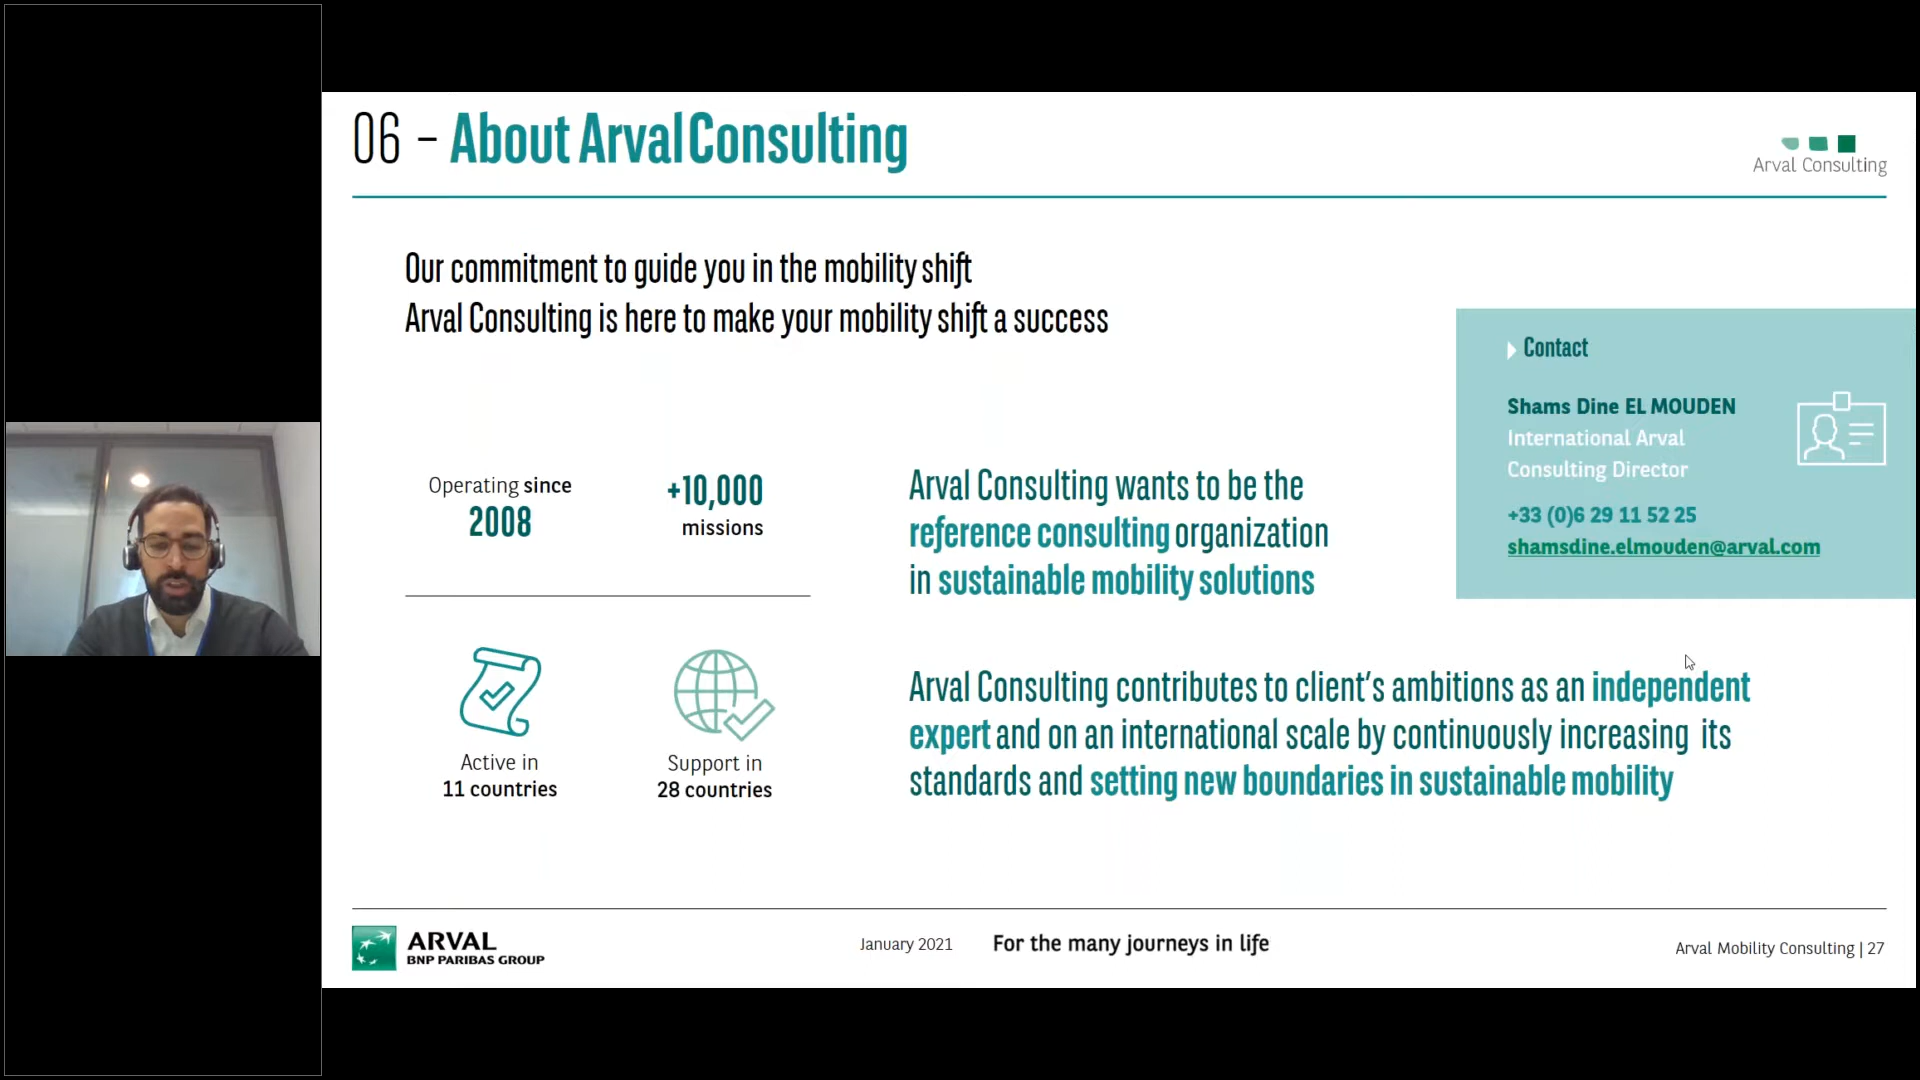 06 – About Arval Consulting
Arval Consulting
Our commitment to guide you in the mobility shift
Arval Consulting is here to make your mobility shift a success
Contact
Shams Dine EL MOUDEN
International Arval
Consulting Director
+33 (0)6 29 11 52 25
shamsdine.elmouden@arval.com
Operating since
2008
+10,000
missions
Arval Consulting wants to be the
reference consulting organization
in sustainable mobility solutions
Active in
11 countries
Support in
28 countries
Arval Consulting contributes to client's ambitions as an independent
expert and on an international scale by continuously increasing its
standards and setting new boundaries in sustainable mobility
ARVAL
BNP PARIBAS GROUP
January 2021
For the many journeys in life
Arval Mobility Consulting | 27